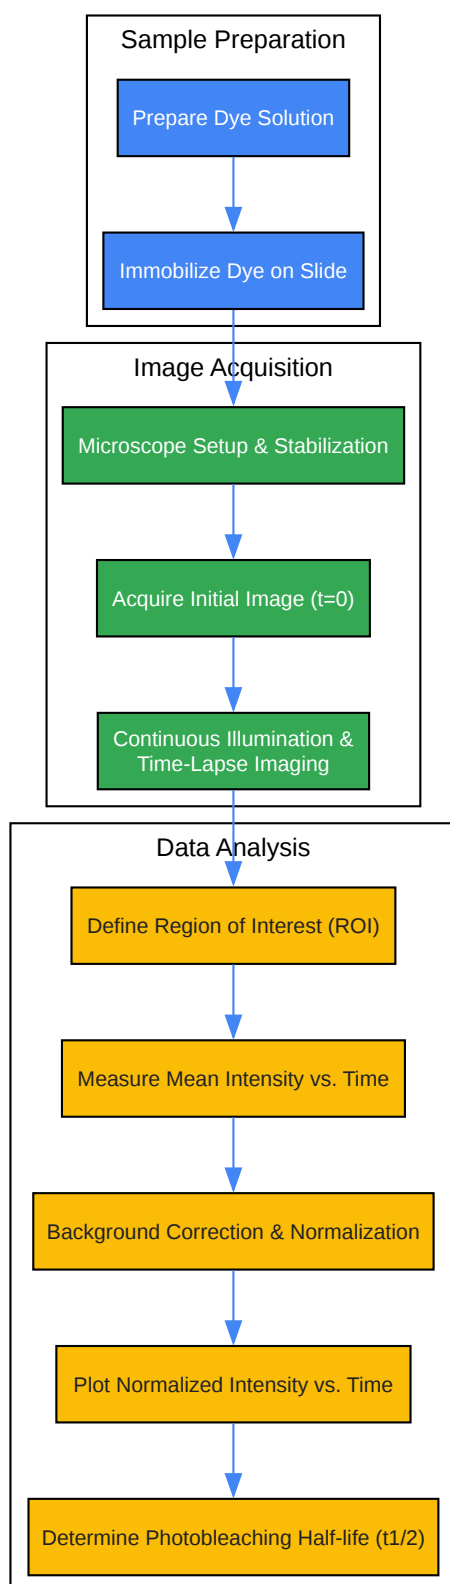 Sample Preparation
Prepare Dye Solution
Immobilize Dye on Slide
Image Acquisition
Microscope Setup & Stabilization
Acquire Initial Image (t=0)
Continuous Illumination &
Time-Lapse Imaging
Data Analysis
Define Region of Interest (ROI)
Measure Mean Intensity vs. Time
Background Correction & Normalization
Plot Normalized Intensity vs. Time
Determine Photobleaching Half-life (t1/2)